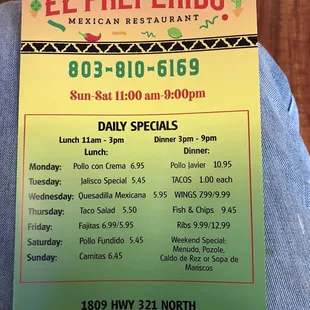 EL PREFERIDO
MEXICAN RESTAURANT
803-810-6169
Sun-Sat 11:00 am-9:00pm
DAILY SPECIALS
Lunch 11am - 3pm
Dinner 3pm - 9pm
Lunch:
Dinner:
Monday: Pollo con Crema 6.95 Pollo Javier 10.95
Tuesday: Jalisco Special 5.45 TACOS 1.00 each
Wednesday: Quesadilla Mexicana 5.95 WINGS 7.99/9.99
Thursday: Taco Salad 5.50 Fish & Chips 9.45
Friday: Fajitas 6.99/5.95 Ribs 9.99/12.99
Saturday: Pollo Fundido 5.45 Weekend Special:
Menudo, Pozole,
Sunday: Carnitas 6.45 Caldo de Rez or Sopa de
Mariscos
1809 HWY 321 NORTH